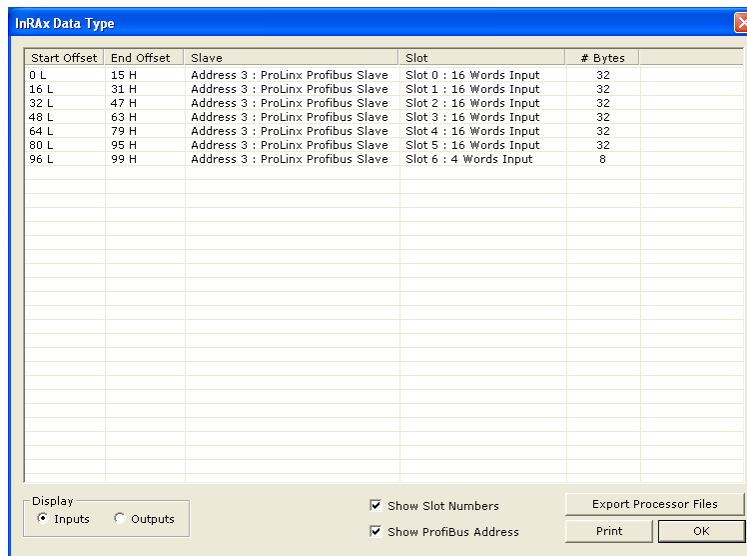 InRAx Data Type
Start Offset End Offset Slave Slot # Bytes
0 L 15 H Address 3 : ProLinx Profibus Slave Slot 0 : 16 Words Input 32
16 L 31 H Address 3 : ProLinx Profibus Slave Slot 1 : 16 Words Input 32
32 L 47 H Address 3 : ProLinx Profibus Slave Slot 2 : 16 Words Input 32
48 L 63 H Address 3 : ProLinx Profibus Slave Slot 3 : 16 Words Input 32
64 L 79 H Address 3 : ProLinx Profibus Slave Slot 4 : 16 Words Input 32
80 L 95 H Address 3 : ProLinx Profibus Slave Slot 5 : 16 Words Input 32
96 L 99 H Address 3 : ProLinx Profibus Slave Slot 6 : 4 Words Input 8
Display
Inputs Outputs
Show Slot Numbers
Show ProfiBus Address
Export Processor Files
Print OK